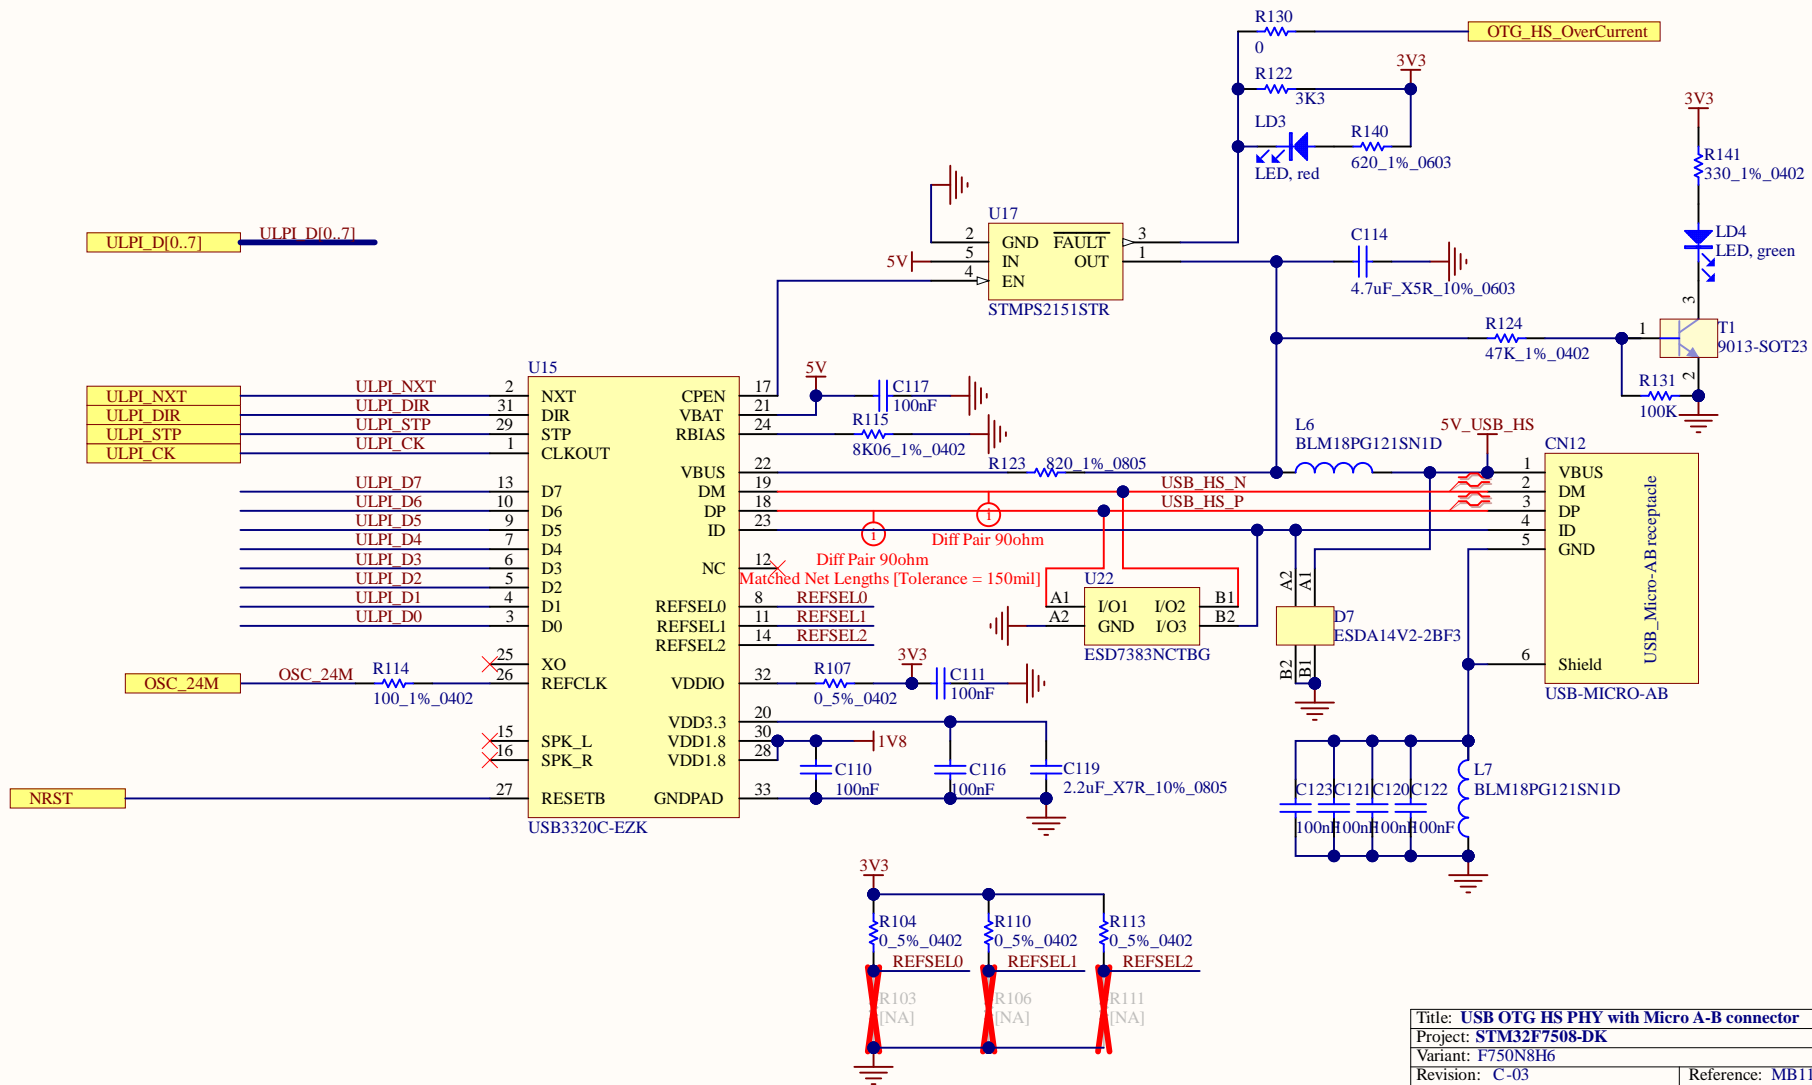 R130
0
OTG_HS_OverCurrent
R122
3K3
3V3
LD3
LED, red
R140
620_1%_0603
3V3
R141
330_1%_0402
LD4
LED, green
ULPI_D[0..7]
ULPI_D[0..7]
U17
2 GND FAULT 3
5V 5 IN OUT 1
4 EN
STMPS2151STR
C114
4.7uF_X5R_10%_0603
R124
47K_1%_0402
3
1
T1
9013-SOT23
2
R131
100K
U15
ULPI_NXT ULPI_NXT 2 NXT CPEN 17
ULPI_DIR ULPI_DIR 31 DIR VBAT 21
ULPI_STP ULPI_STP 29 STP RBIAS 24
ULPI_CK ULPI_CK 1 CLKOUT
VBUS 22
ULPI_D7 13 D7 DM 19
ULPI_D6 10 D6 DP 18
ULPI_D5 9 D5 ID 23
ULPI_D4 7 D4
ULPI_D3 6 D3 NC 12
ULPI_D2 5 D2
ULPI_D1 4 D1 REFSEL0 8 REFSEL0
ULPI_D0 3 D0 REFSEL1 11 REFSEL1
REFSEL2 14 REFSEL2
25 XO
OSC_24M OSC_24M R114 26 REFCLK VDDIO 32
100_1%_0402
VDD3.3 20
15 SPK_L VDD1.8 30
16 SPK_R VDD1.8 28
NRST 27 RESETB GNDPAD 33
USB3320C-EZK
5V
C117
100nF
R115
8K06_1%_0402
R123 820_1%_0805
L6
BLM18PG121SN1D
5V_USB_HS
USB_HS_N
USB_HS_P
i
i
Diff Pair 90ohm
Diff Pair 90ohm
Matched Net Lengths [Tolerance = 150mil]
U22
A1 I/O1 I/O2 B1
A2 GND I/O3 B2
ESD7383NCTBG
A2 A1
D7
ESDA14V2-2BF3
B2 B1
CN12
1 VBUS
2 DM
3 DP
4 ID
5 GND
6 Shield
USB_Micro-AB receptacle
USB-MICRO-AB
R107
0_5%_0402
3V3
C111
100nF
1V8
C110
100nF
C116
100nF
C119
2.2uF_X7R_10%_0805
C123 C121 C120 C122
100nF 100nF 100nF 100nF
L7
BLM18PG121SN1D
3V3
R104
0_5%_0402
R110
0_5%_0402
R113
0_5%_0402
REFSEL0 REFSEL1 REFSEL2
R103
[NA]
R106
[NA]
R111
[NA]
Title: USB OTG HS PHY with Micro A-B connector
Project: STM32F7508-DK
Variant: F750N8H6
Revision: C-03 Reference: MB11